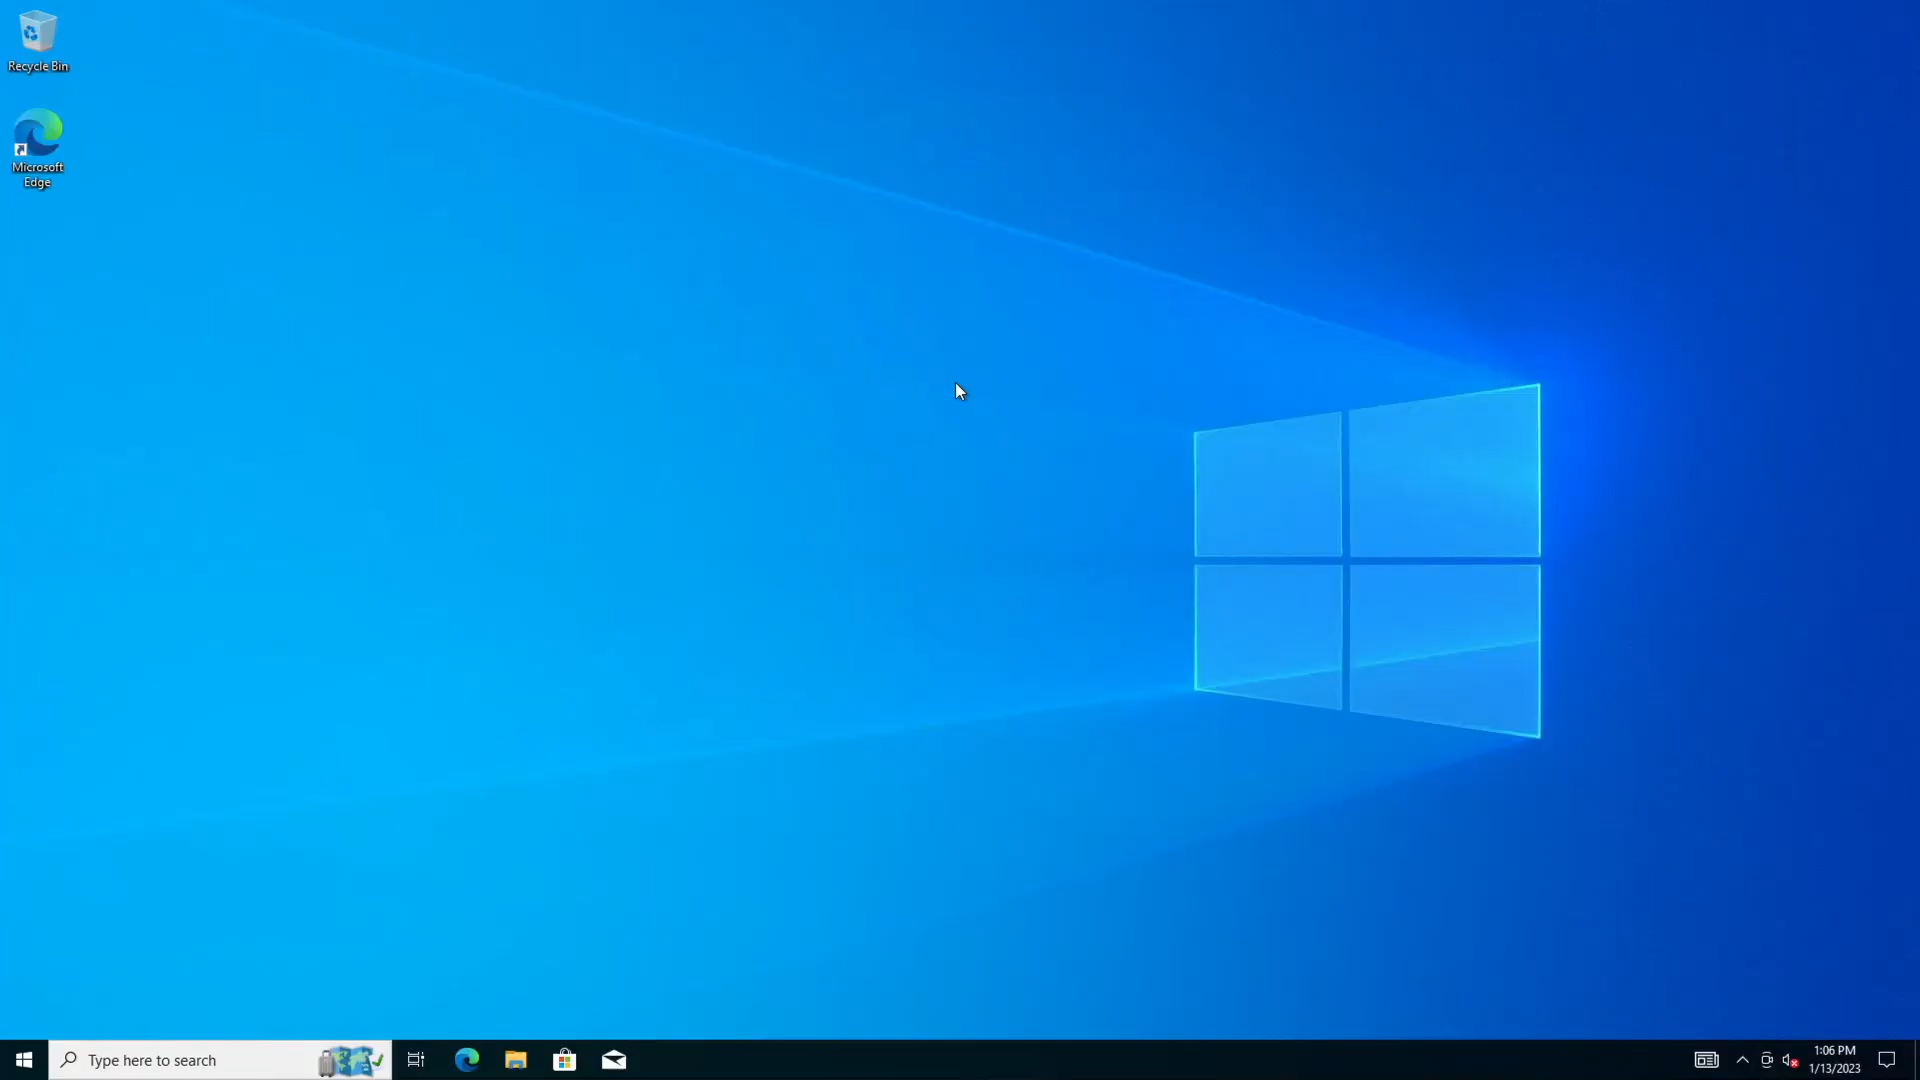 Recycle Bin
Microsoft
Edge
Type here to search
1:06 PM
1/13/2023